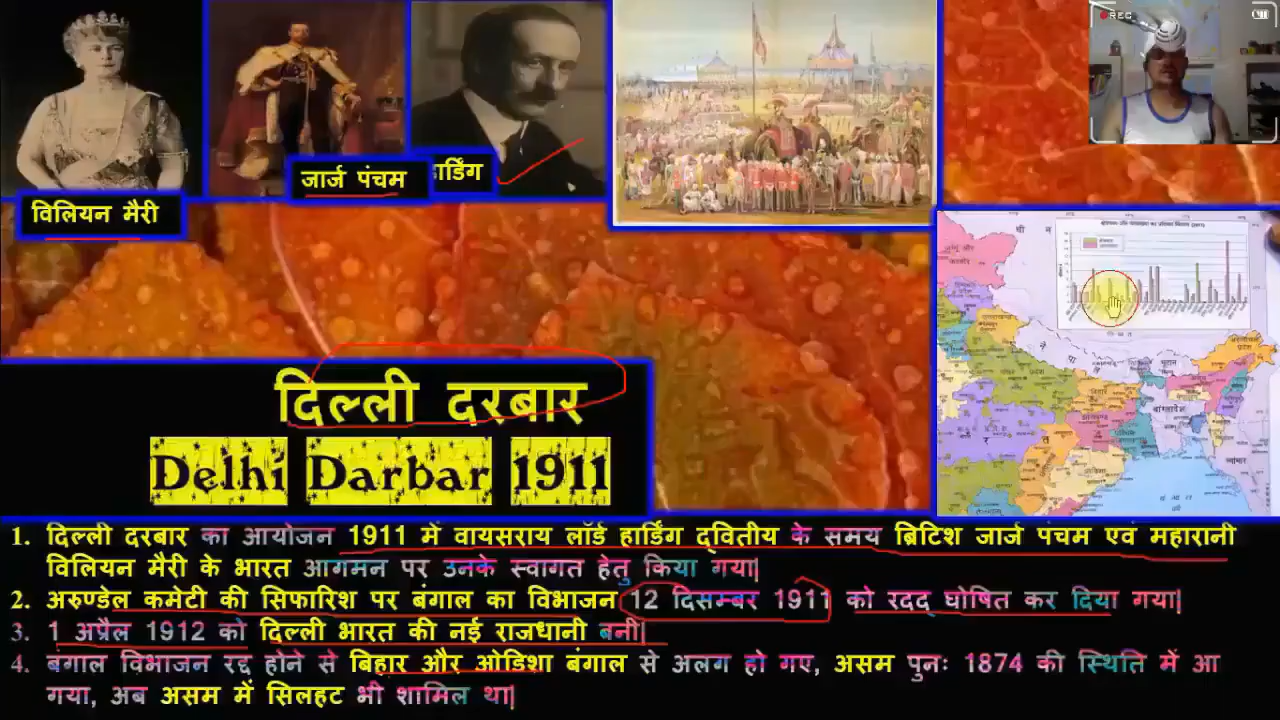 REC
जार्ज पंचम
हार्डिंग
विलियन मैरी
दिल्ली दरबार
Delhi Darbar 1911
ची न
ने पा
बांग्लादेश
म्यांमार
1. दिल्ली दरबार का आयोजन 1911 में वायसराय लॉर्ड हार्डिंग द्वितीय के समय ब्रिटिश जार्ज पंचम एवं महारानी
विलियन मैरी के भारत आगमन पर उनके स्वागत हेतु किया गया|
2. अरुण्डेल कमेटी की सिफारिश पर बंगाल का विभाजन 12 दिसम्बर 1911 को रदद् घोषित कर दिया गया|
3. 1 अप्रैल 1912 को दिल्ली भारत की नई राजधानी बनी|
4. बंगाल विभाजन रद्द होने से बिहार और ओडिशा बंगाल से अलग हो गए, असम पुनः 1874 की स्थिति में आ
गया, अब असम में सिलहट भी शामिल था|